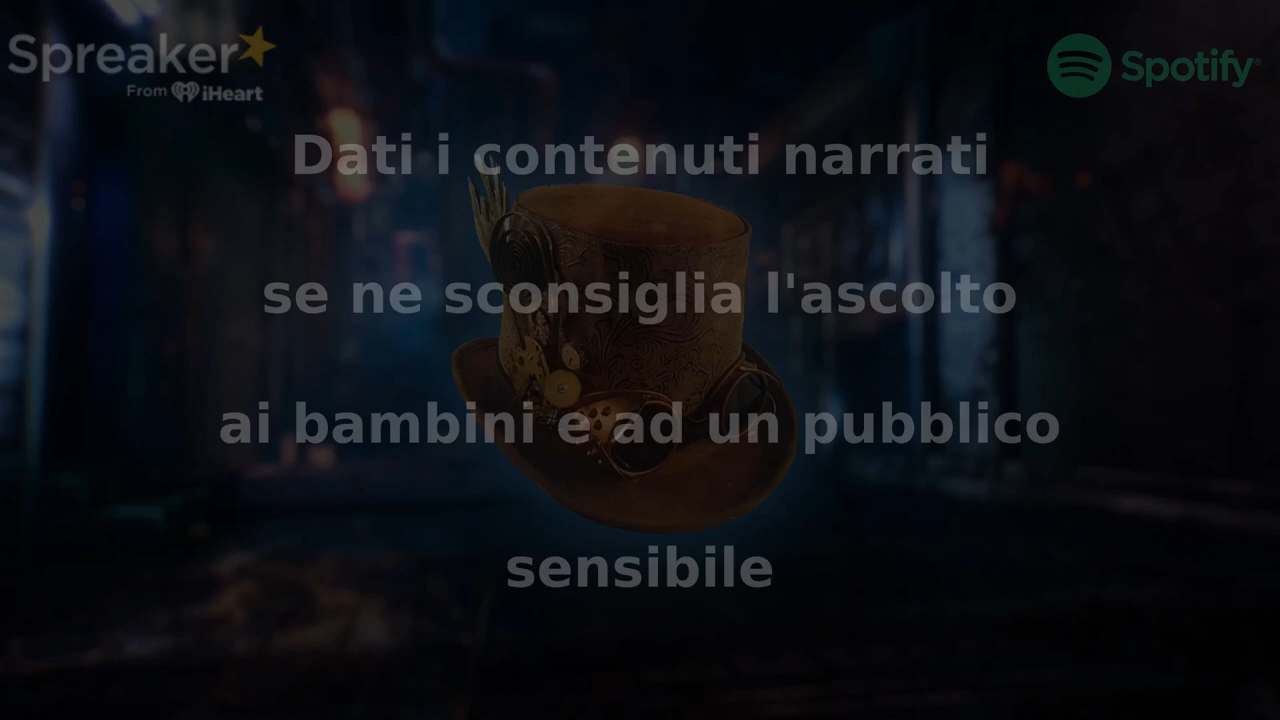 Spreaker
From iHeart
Spotify
Dati i contenuti narrati
se ne sconsiglia l'ascolto
ai bambini e ad un pubblico
sensibile